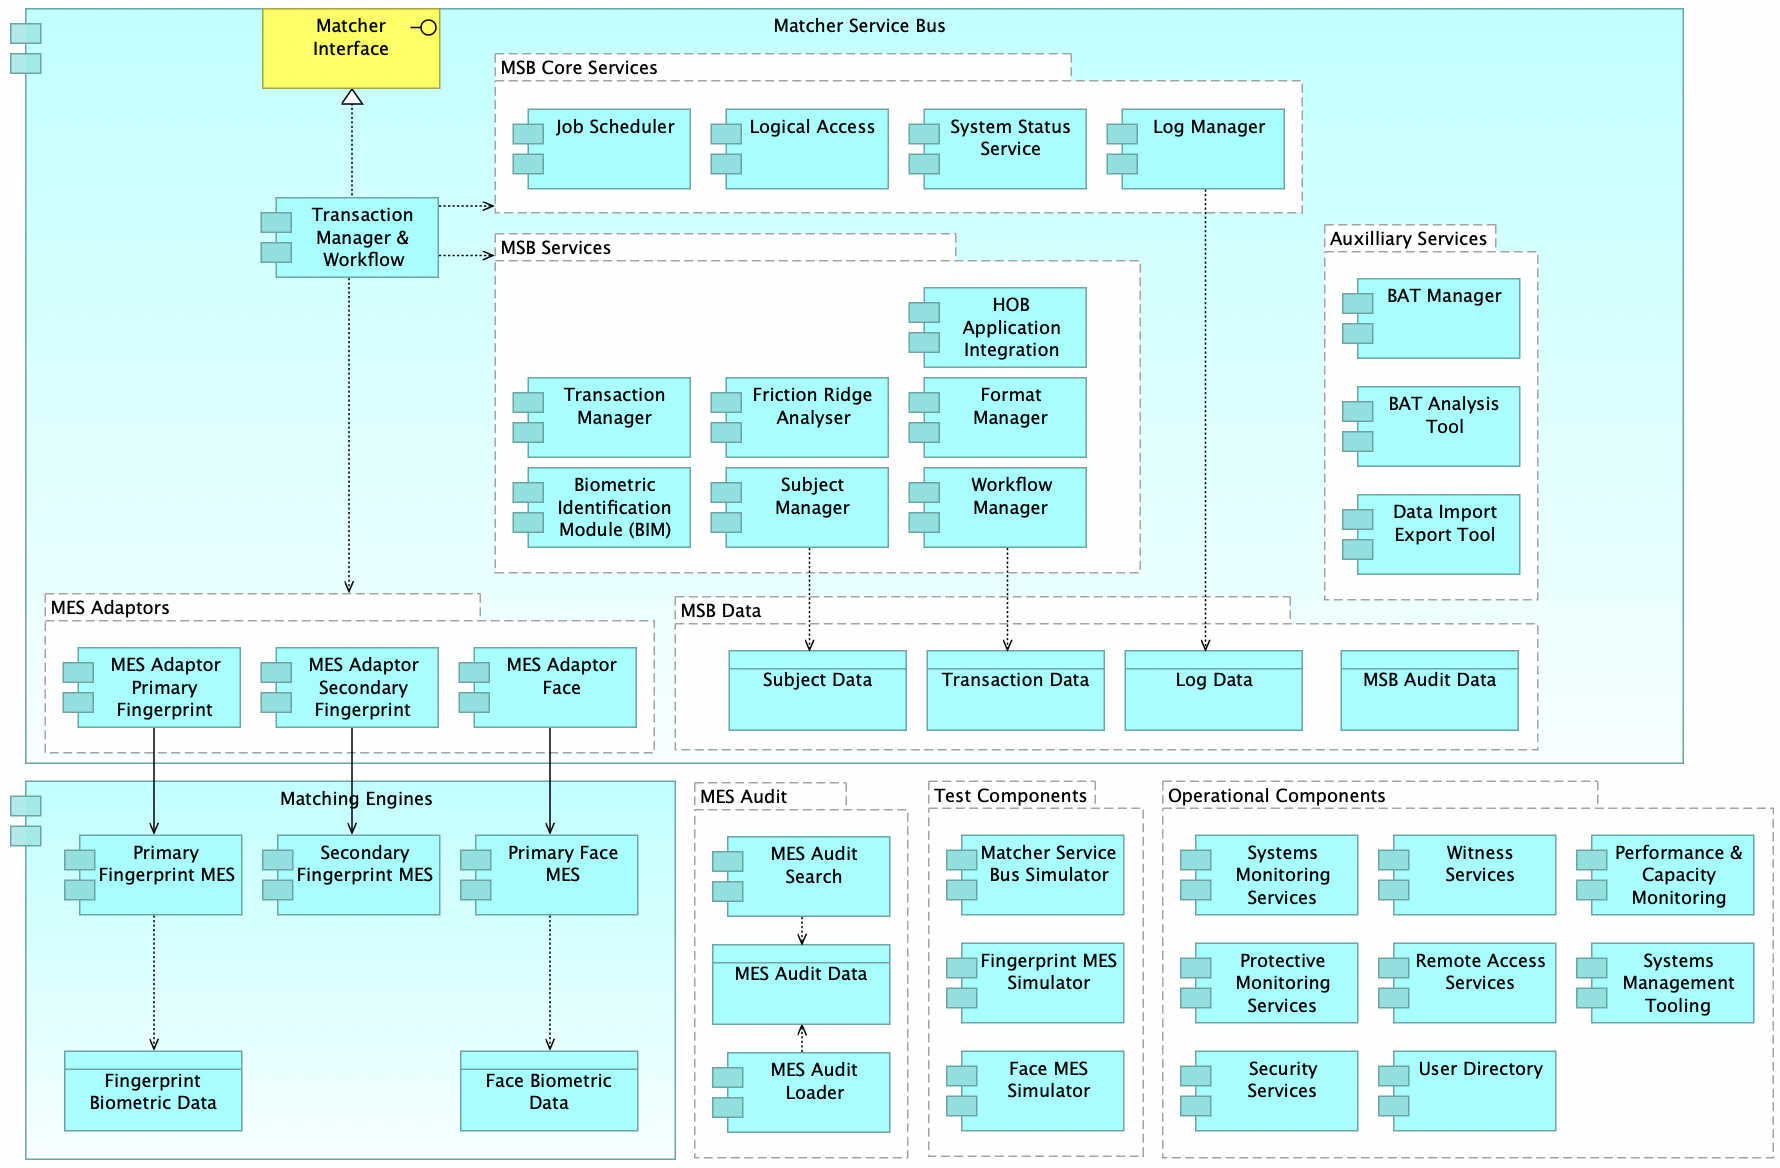 Matcher Service Bus
Matcher
Interface
MSB Core Services
Job Scheduler
Logical Access
System Status
Service
Log Manager
Transaction
Manager &
Workflow
MSB Services
HOB
Application
Integration
Transaction
Manager
Friction Ridge
Analyser
Format
Manager
Biometric
Identification
Module (BIM)
Subject
Manager
Workflow
Manager
Auxilliary Services
BAT Manager
BAT Analysis
Tool
Data Import
Export Tool
MES Adaptors
MES Adaptor
Primary
Fingerprint
MES Adaptor
Secondary
Fingerprint
MES Adaptor
Face
MSB Data
Subject Data
Transaction Data
Log Data
MSB Audit Data
Matching Engines
Primary
Fingerprint MES
Secondary
Fingerprint MES
Primary Face
MES
Fingerprint
Biometric Data
Face Biometric
Data
MES Audit
MES Audit
Search
MES Audit Data
MES Audit
Loader
Test Components
Matcher Service
Bus Simulator
Fingerprint MES
Simulator
Face MES
Simulator
Operational Components
Systems
Monitoring
Services
Witness
Services
Performance &
Capacity
Monitoring
Protective
Monitoring
Services
Remote Access
Services
Systems
Management
Tooling
Security
Services
User Directory